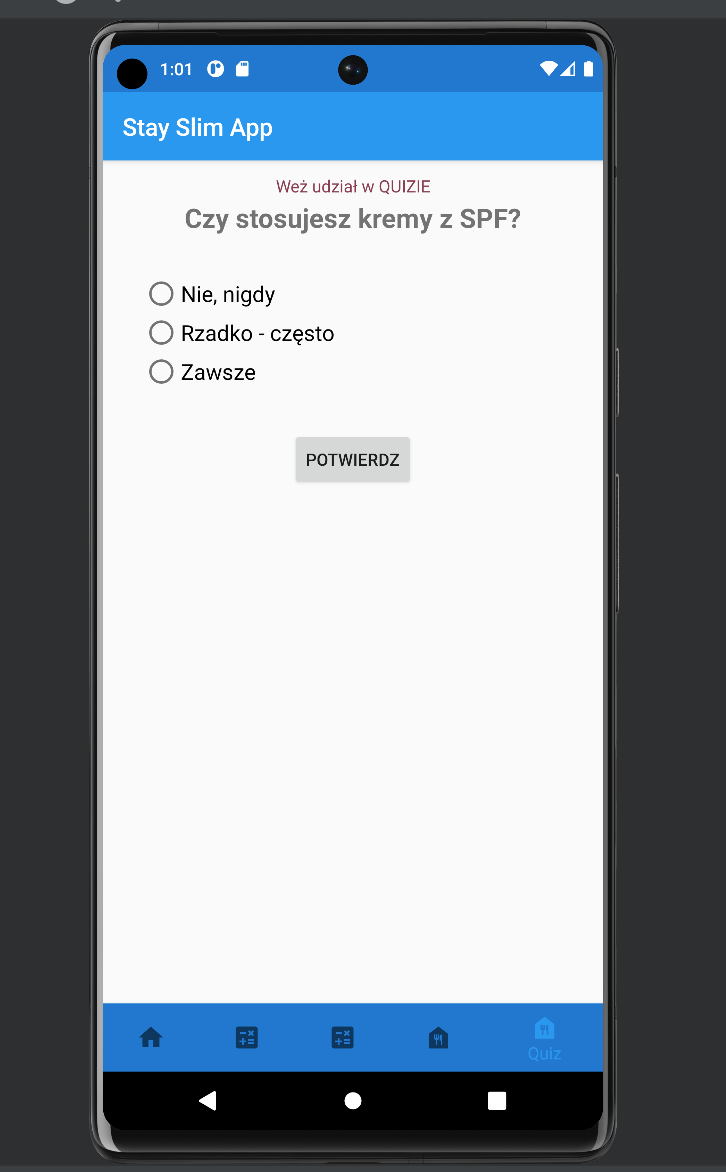 1:01
Stay Slim App
Weż udział w QUIZIE
Czy stosujesz kremy z SPF?
Nie, nigdy
Rzadko - często
Zawsze
POTWIERDZ
Quiz